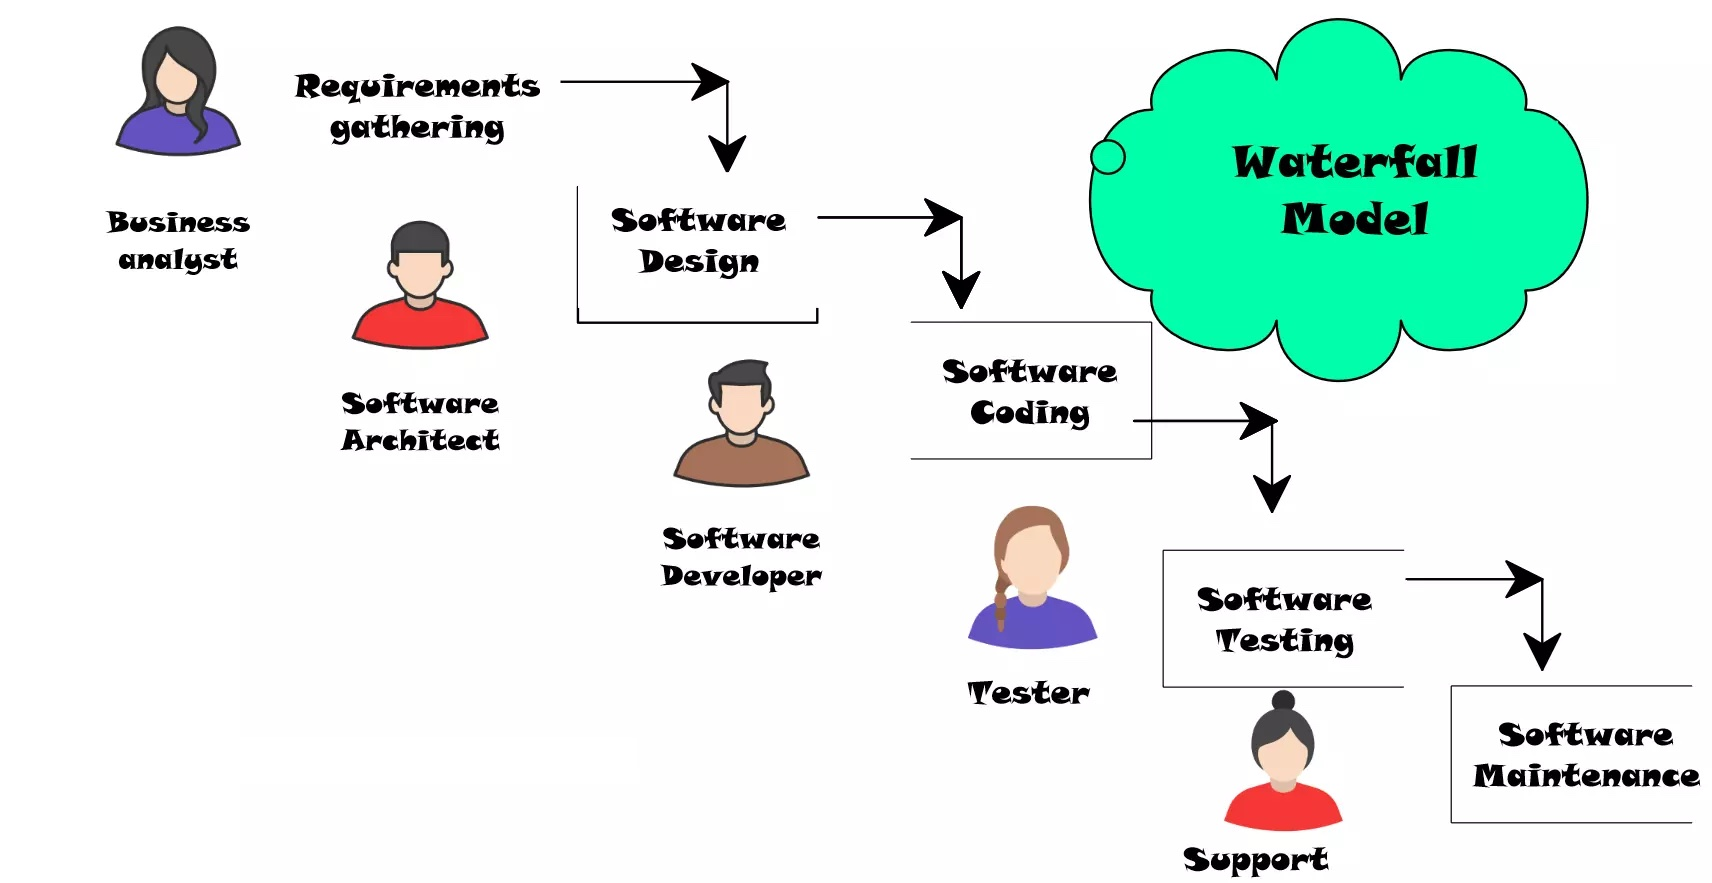 Requirements
gathering
Business
analyst
Waterfall
Model
Software
Design
Software
Architect
Software
Coding
Software
Developer
Software
Testing
Tester
Software
Maintenance
Support